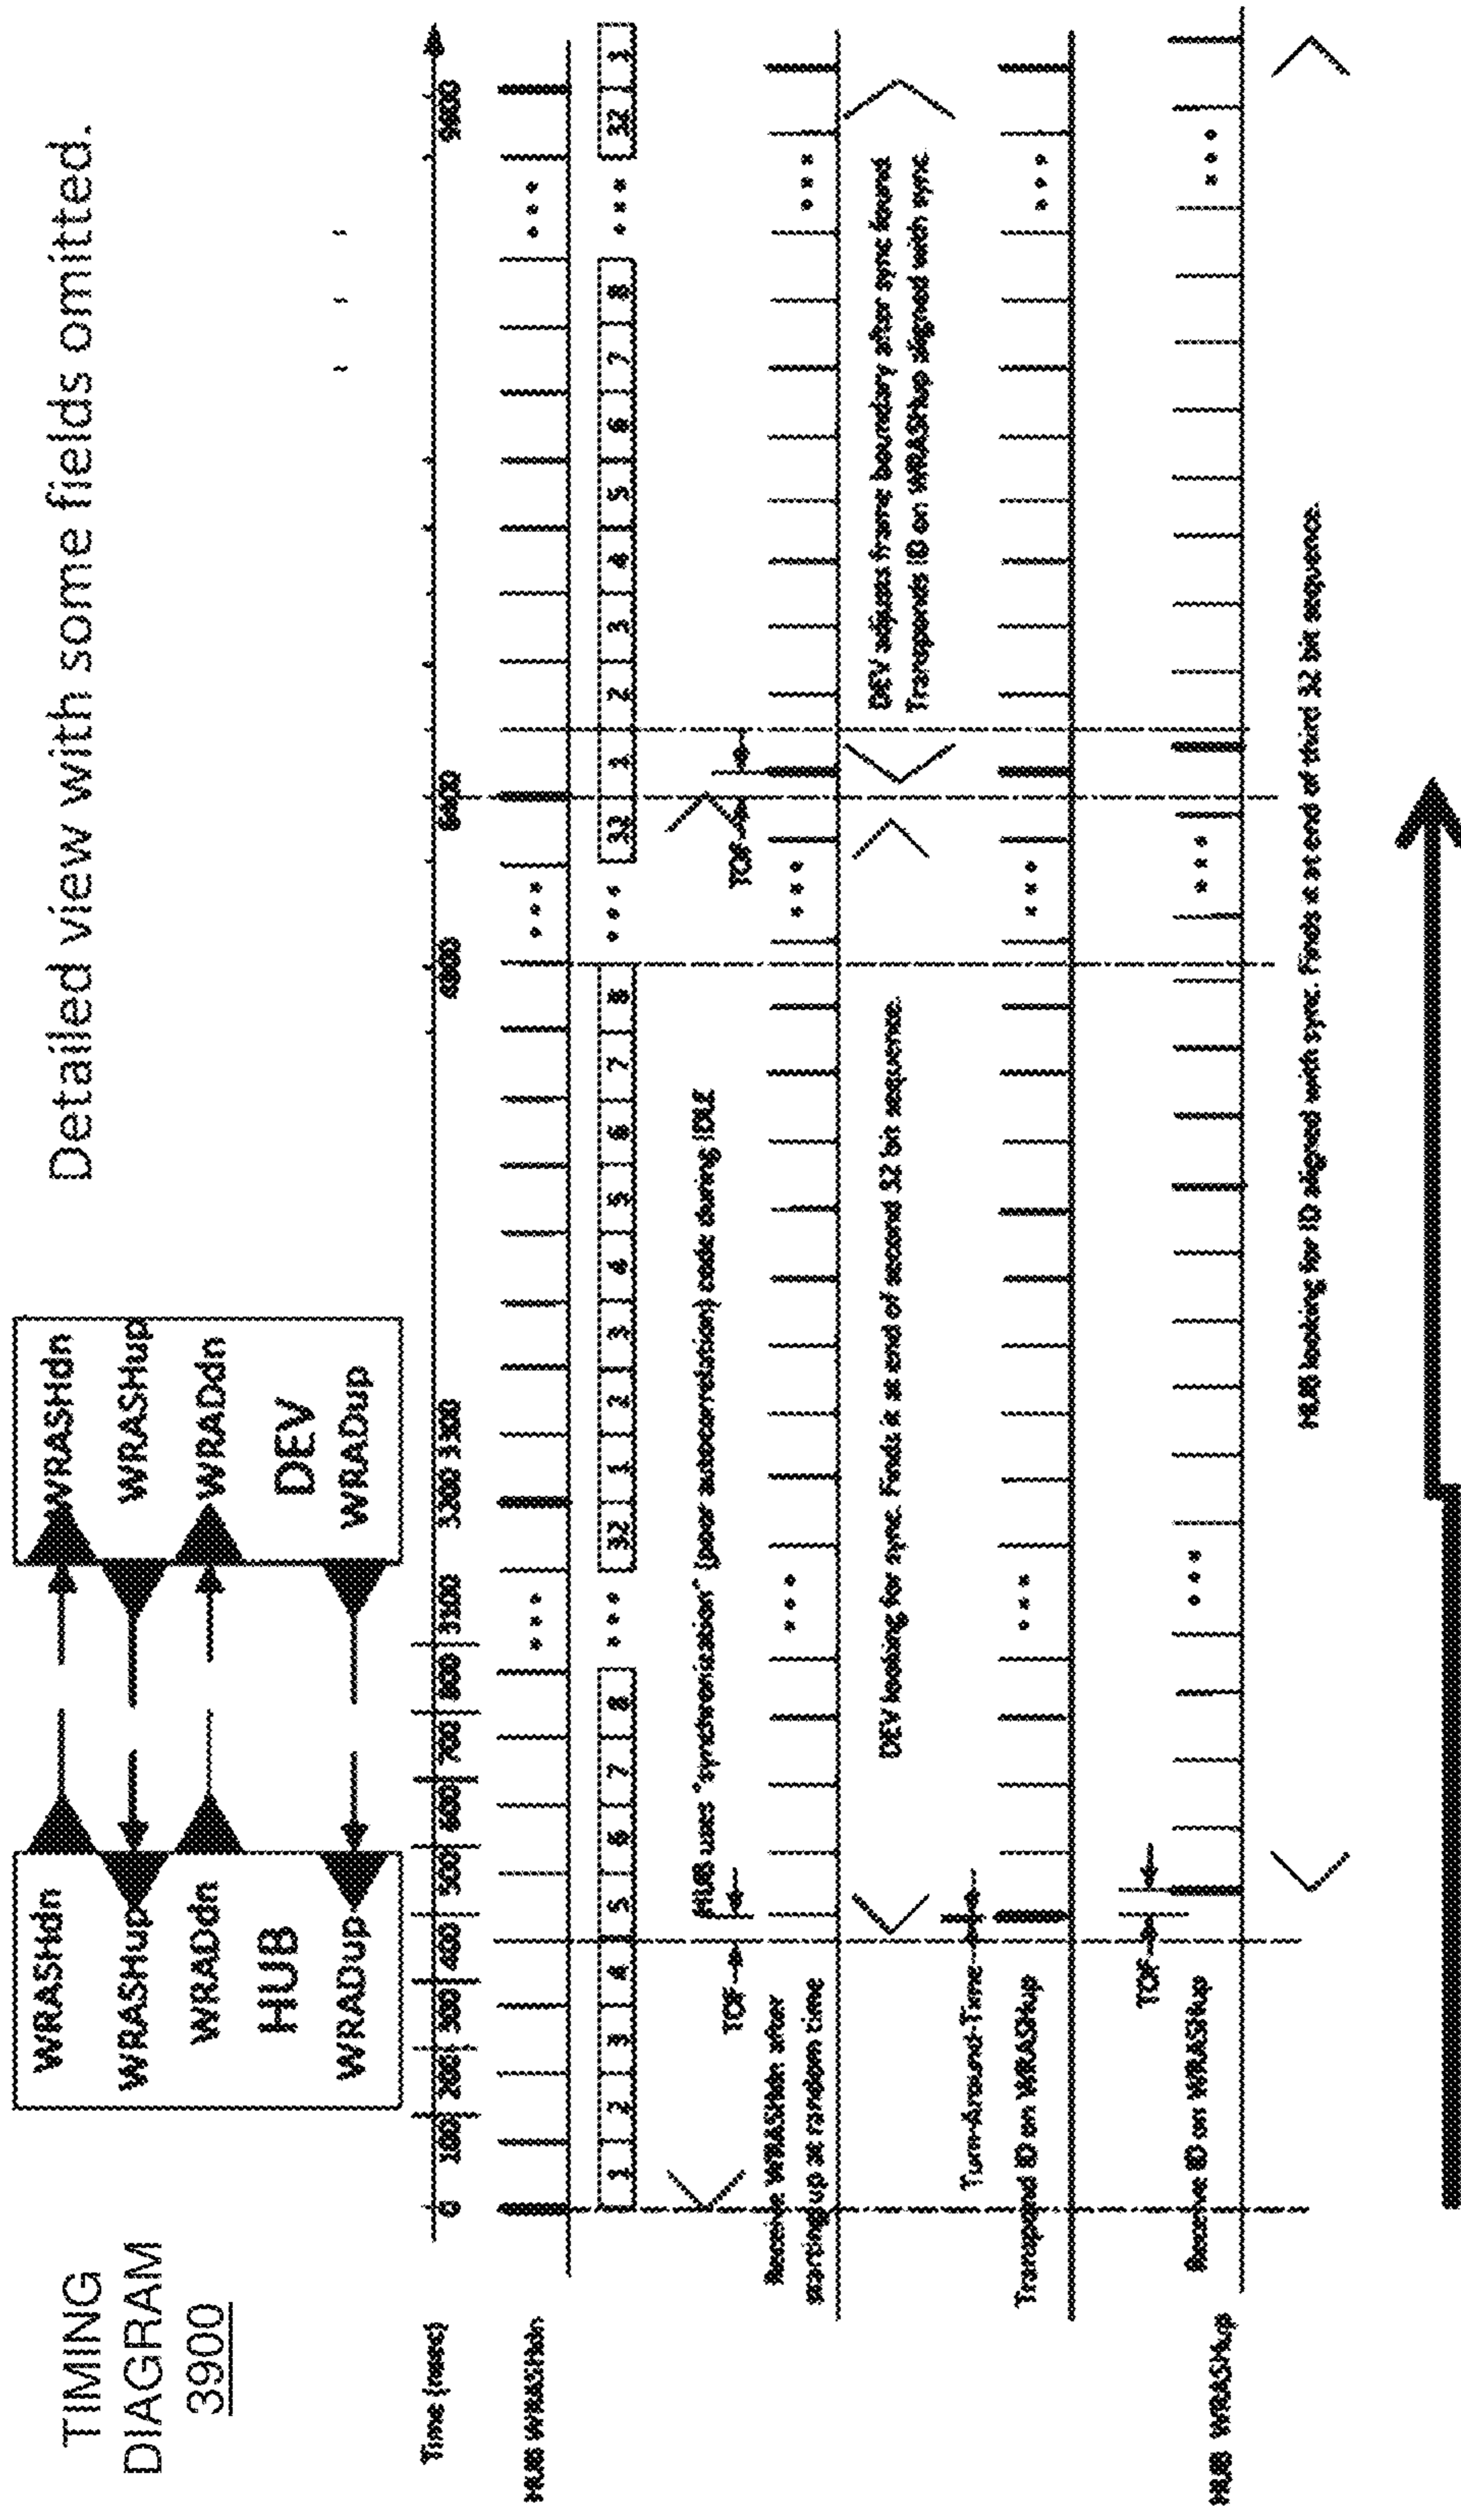 TIMING
DIAGRAM
3900
Detailed view with some fields omitted.
WRASHdn
WRASHup
WRADdn
HUB
WRADup
WRASHdn
WRASHup
WRADdn
DEV
WRADup
Time (nsec)
0 100 200 300 400 500 600 700 800 3100 3200 3300 6400 9600
HUB WRASHdn
1 2 3 4 5 6 7 8 ... 32 1 2 3 4 5 6 7 8 ... 32 1 2 3 4 5 6 7 8 ... 32 1
HUB uses "synchronization" (poor autocorrelation) code during IDLE
TOF
TOF
Receive WRASHdn after
starting up at random time
DEV looking for sync. Finds it at end of second 32 bit sequence.
DEV adjusts frame boundary after sync found
Transponds ID on WRASHup aligned with sync.
Turn-Around-Time
Transpond ID on WRASHup
TOF
Receive ID on WRASHup
HUB WRASHup
HUB looking for ID aligned with sync. Finds it at end of third 32 bit sequence.